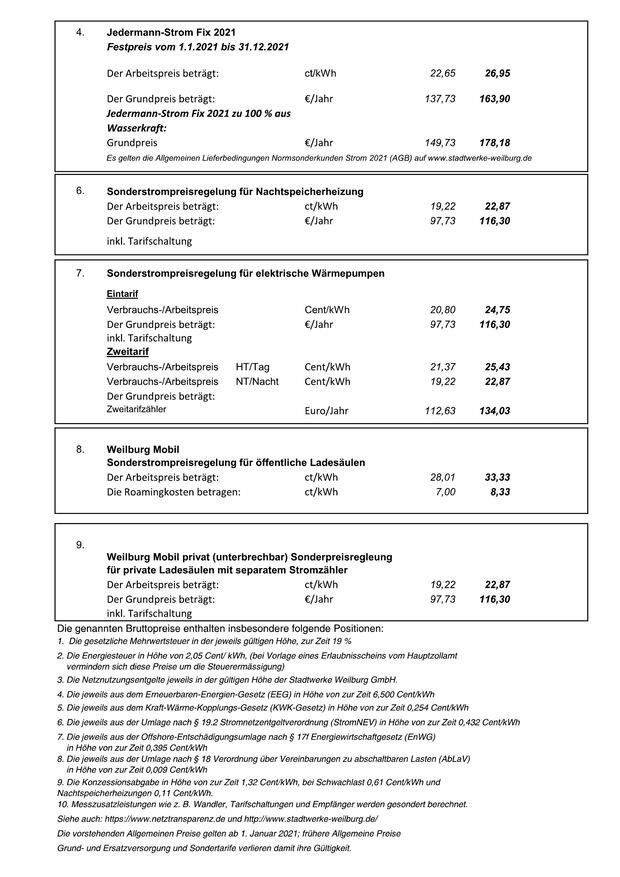 4. Jedermann-Strom Fix 2021
Festpreis vom 1.1.2021 bis 31.12.2021
Der Arbeitspreis beträgt: ct/kWh 22,65 26,95
Der Grundpreis beträgt: €/Jahr 137,73 163,90
Jedermann-Strom Fix 2021 zu 100 % aus
Wasserkraft:
Grundpreis €/Jahr 149,73 178,18
Es gelten die Allgemeinen Lieferbedingungen Normsonderkunden Strom 2021 (AGB) auf www.stadtwerke-weilburg.de
6. Sonderstrompreisregelung für Nachtspeicherheizung
Der Arbeitspreis beträgt: ct/kWh 19,22 22,87
Der Grundpreis beträgt: €/Jahr 97,73 116,30
inkl. Tarifschaltung
7. Sonderstrompreisregelung für elektrische Wärmepumpen
Eintarif
Verbrauchs-/Arbeitspreis Cent/kWh 20,80 24,75
Der Grundpreis beträgt: €/Jahr 97,73 116,30
inkl. Tarifschaltung
Zweitarif
Verbrauchs-/Arbeitspreis HT/Tag Cent/kWh 21,37 25,43
Verbrauchs-/Arbeitspreis NT/Nacht Cent/kWh 19,22 22,87
Der Grundpreis beträgt:
Zweitarifzähler Euro/Jahr 112,63 134,03
8. Weilburg Mobil
Sonderstrompreisregelung für öffentliche Ladesäulen
Der Arbeitspreis beträgt: ct/kWh 28,01 33,33
Die Roamingkosten betragen: ct/kWh 7,00 8,33
9.
Weilburg Mobil privat (unterbrechbar) Sonderpreisregleung
für private Ladesäulen mit separatem Stromzähler
Der Arbeitspreis beträgt: ct/kWh 19,22 22,87
Der Grundpreis beträgt: €/Jahr 97,73 116,30
inkl. Tarifschaltung
Die genannten Bruttopreise enthalten insbesondere folgende Positionen:
1. Die gesetzliche Mehrwertsteuer in der jeweils gültigen Höhe, zur Zeit 19 %
2. Die Energiesteuer in Höhe von 2,05 Cent/ kWh, (bei Vorlage eines Erlaubnisscheins vom Hauptzollamt
vermindern sich diese Preise um die Steuerermässigung)
3. Die Netznutzungsentgelte jeweils in der gültigen Höhe der Stadtwerke Weilburg GmbH.
4. Die jeweils aus dem Erneuerbaren-Energien-Gesetz (EEG) in Höhe von zur Zeit 6,500 Cent/kWh
5. Die jeweils aus dem Kraft-Wärme-Kopplungs-Gesetz (KWK-Gesetz) in Höhe von zur Zeit 0,254 Cent/kWh
6. Die jeweils aus der Umlage nach § 19.2 Stromnetzentgeltverordnung (StromNEV) in Höhe von zur Zeit 0,432 Cent/kWh
7. Die jeweils aus der Offshore-Entschädigungsumlage nach § 17f Energiewirtschaftgesetz (EnWG)
in Höhe von zur Zeit 0,395 Cent/kWh
8. Die jeweils aus der Umlage nach § 18 Verordnung über Vereinbarungen zu abschaltbaren Lasten (AbLaV)
in Höhe von zur Zeit 0,009 Cent/kWh
9. Die Konzessionsabgabe in Höhe von zur Zeit 1,32 Cent/kWh, bei Schwachlast 0,61 Cent/kWh und
Nachtspeicherheizungen 0,11 Cent/kWh.
10. Messzusatzleistungen wie z. B. Wandler, Tarifschaltungen und Empfänger werden gesondert berechnet.
Siehe auch: https://www.netztransparenz.de und http://www.stadtwerke-weilburg.de/
Die vorstehenden Allgemeinen Preise gelten ab 1. Januar 2021; frühere Allgemeine Preise
Grund- und Ersatzversorgung und Sondertarife verlieren damit ihre Gültigkeit.